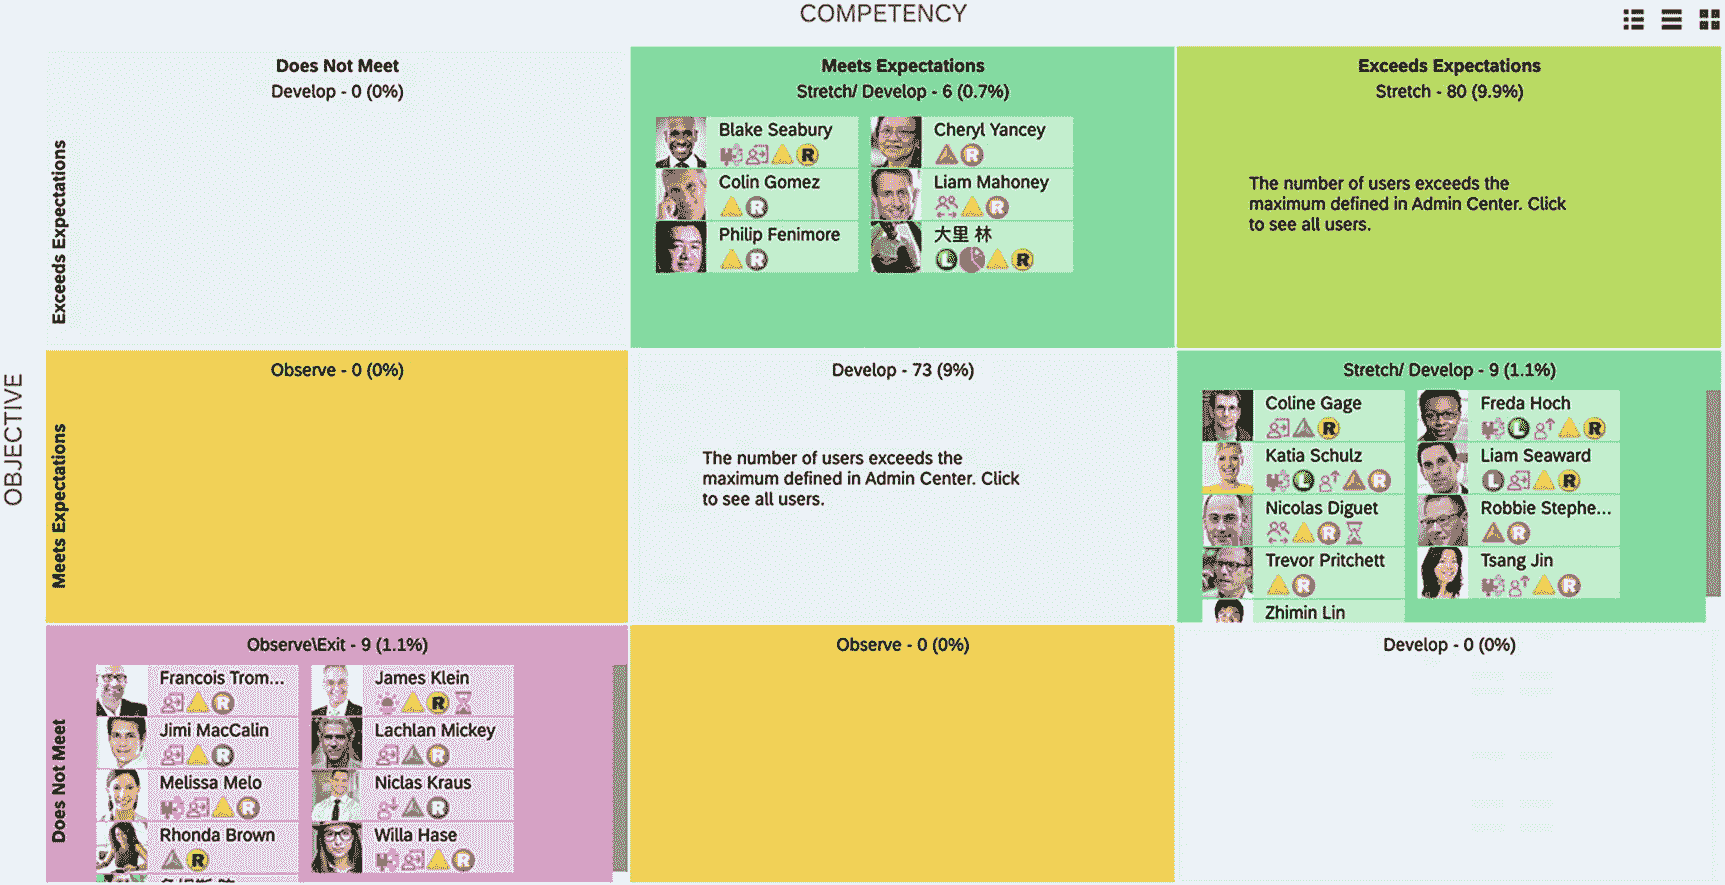 COMPETENCY
OBJECTIVE
Does Not Meet
Develop - 0 (0%)
Meets Expectations
Stretch/ Develop - 6 (0.7%)
Exceeds Expectations
Stretch - 80 (9.9%)
Exceeds Expectations
Blake Seabury
R
Cheryl Yancey
R
Colin Gomez
R
Liam Mahoney
R
Philip Fenimore
R
大里 林
L R
The number of users exceeds the
maximum defined in Admin Center. Click
to see all users.
Meets Expectations
Observe - 0 (0%)
Develop - 73 (9%)
The number of users exceeds the
maximum defined in Admin Center. Click
to see all users.
Stretch/ Develop - 9 (1.1%)
Coline Gage
R
Freda Hoch
L R
Katia Schulz
L R
Liam Seaward
L R
Nicolas Diguet
R
Robbie Stephe...
R
Trevor Pritchett
R
Tsang Jin
R
Zhimin Lin
Does Not Meet
Observe\Exit - 9 (1.1%)
Francois Trom...
R
James Klein
R
Jimi MacCalin
R
Lachlan Mickey
R
Melissa Melo
R
Niclas Kraus
R
Rhonda Brown
R
Willa Hase
R
Observe - 0 (0%)
Develop - 0 (0%)